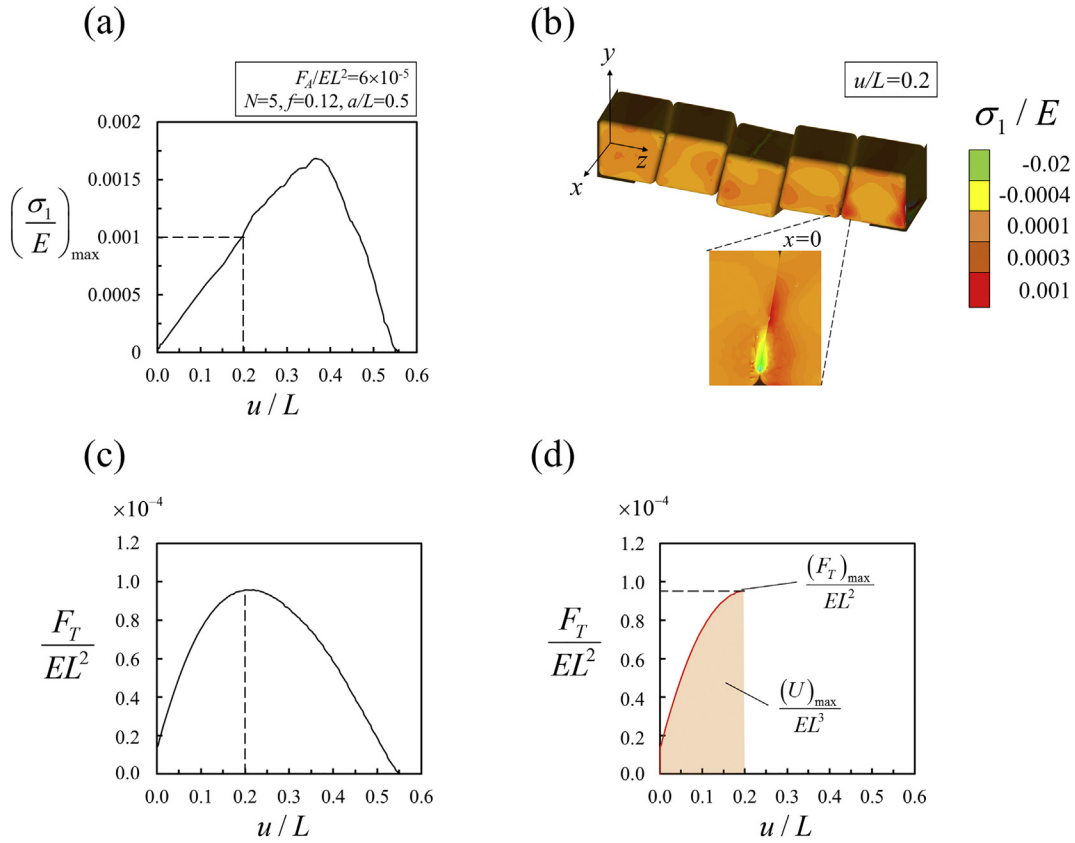 (a)
F_A/EL²=6×10⁻⁵
N=5, f=0.12, a/L=0.5
0.002
0.0015
0.001
0.0005
0
(σ₁/E)max
0.0 0.1 0.2 0.3 0.4 0.5 0.6
u / L
(b)
u/L=0.2
y
z
x
x=0
σ₁ / E
-0.02
-0.0004
0.0001
0.0003
0.001
(c)
×10⁻⁴
1.2
1.0
0.8
0.6
0.4
0.2
0.0
F_T/EL²
0.0 0.1 0.2 0.3 0.4 0.5 0.6
u / L
(d)
×10⁻⁴
1.2
1.0
0.8
0.6
0.4
0.2
0.0
F_T/EL²
(F_T)max/EL²
(U)max/EL³
0.0 0.1 0.2 0.3 0.4 0.5 0.6
u / L